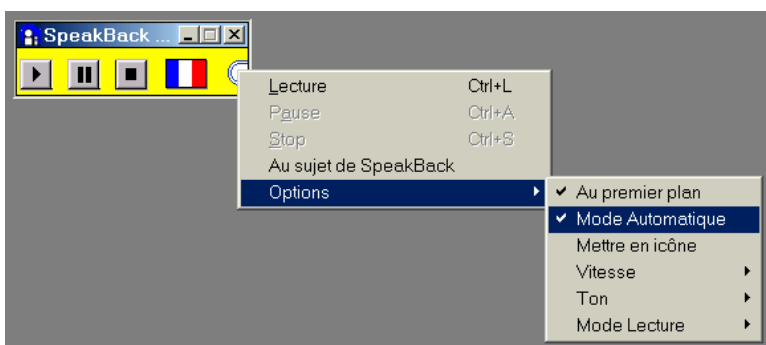 SpeakBack ...
Lecture Ctrl+L
Pause Ctrl+A
Stop Ctrl+S
Au sujet de SpeakBack
Options
Au premier plan
Mode Automatique
Mettre en icône
Vitesse
Ton
Mode Lecture